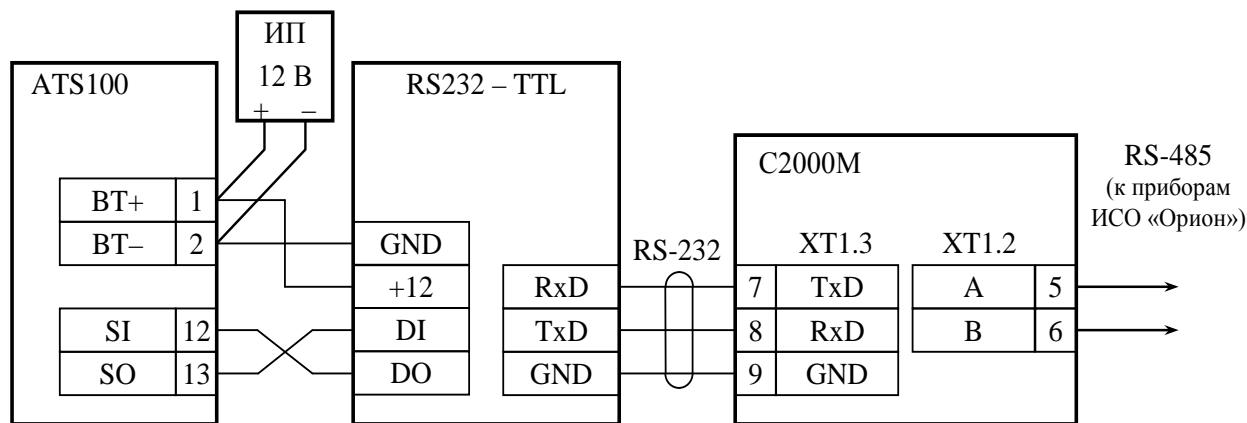 ИП
12 В
+ –
ATS100
BT+ 1
BT– 2
SI 12
SO 13
RS232 – TTL
GND
+12
DI
DO
RxD
TxD
GND
RS-232
C2000M
XT1.3
7 TxD
8 RxD
9 GND
XT1.2
A 5
B 6
RS-485
(к приборам
ИСО «Орион»)